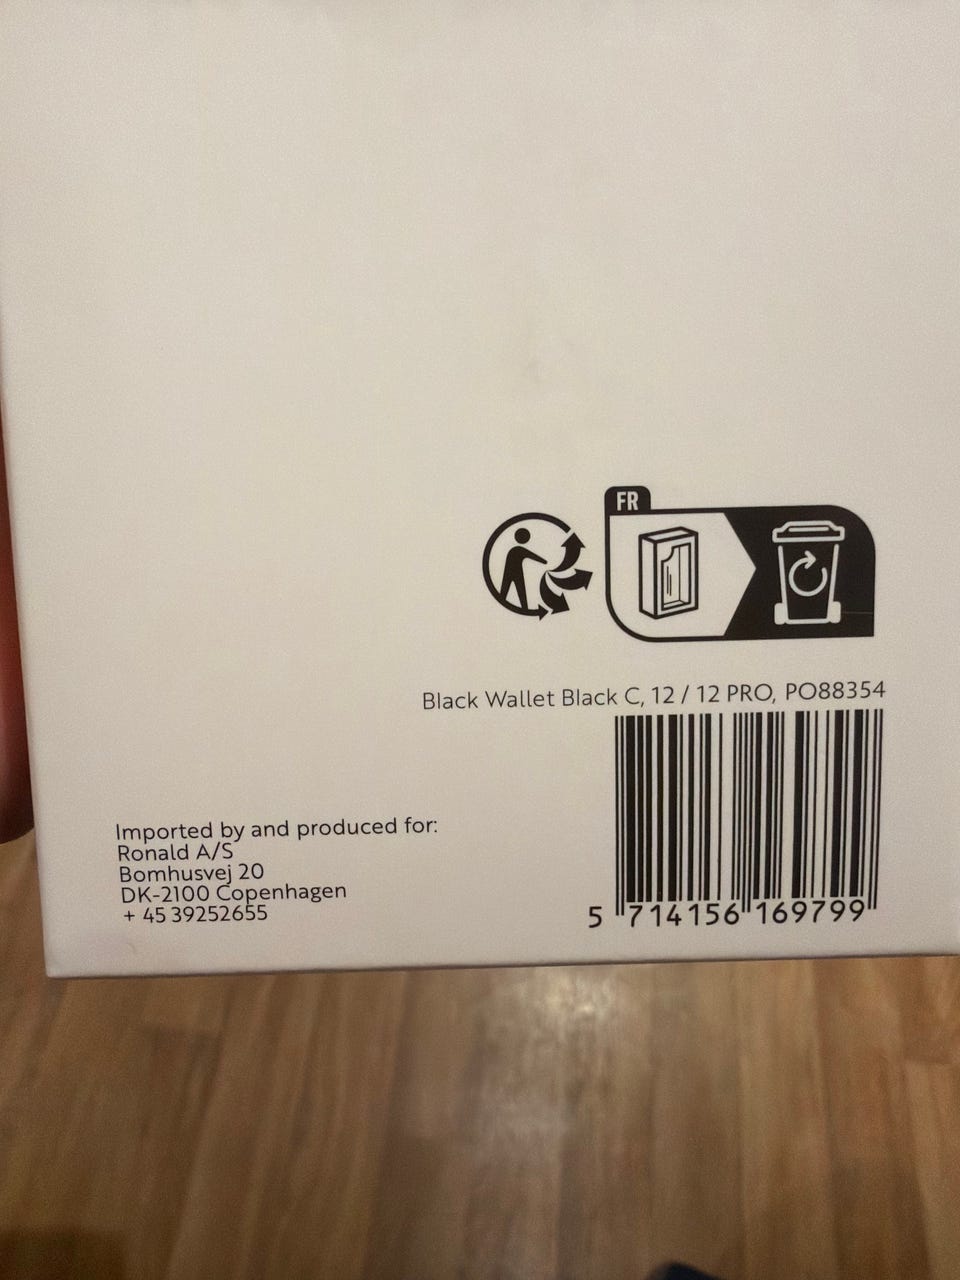 FR
Black Wallet Black C, 12 / 12 PRO, PO88354
5 714156 169799
Imported by and produced for:
Ronald A/S
Bomhusvej 20
DK-2100 Copenhagen
+ 45 39252655